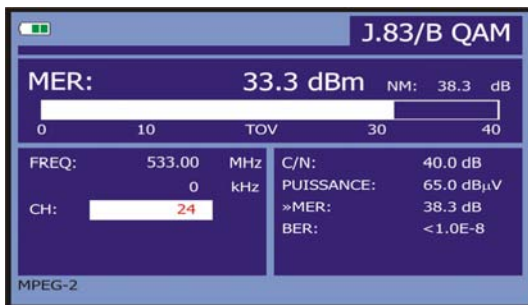 J.83/B QAM
MER: 33.3 dBm NM: 38.3 dB
0 10 TOV 30 40
FREQ: 533.00 MHz
0 kHz
CH: 24
C/N: 40.0 dB
PUISSANCE: 65.0 dBµV
»MER: 38.3 dB
BER: <1.0E-8
MPEG-2